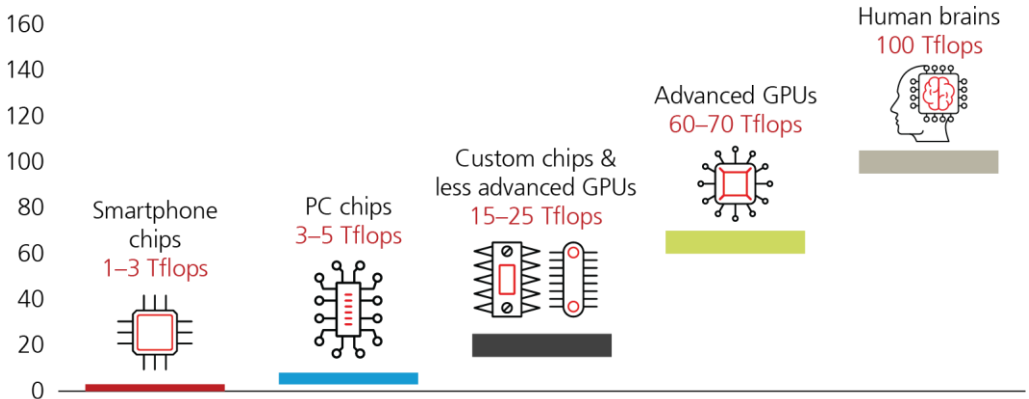 160
140
120
100
80
60
40
20
0
Smartphone
chips
1–3 Tflops
PC chips
3–5 Tflops
Custom chips &
less advanced GPUs
15–25 Tflops
Advanced GPUs
60–70 Tflops
Human brains
100 Tflops